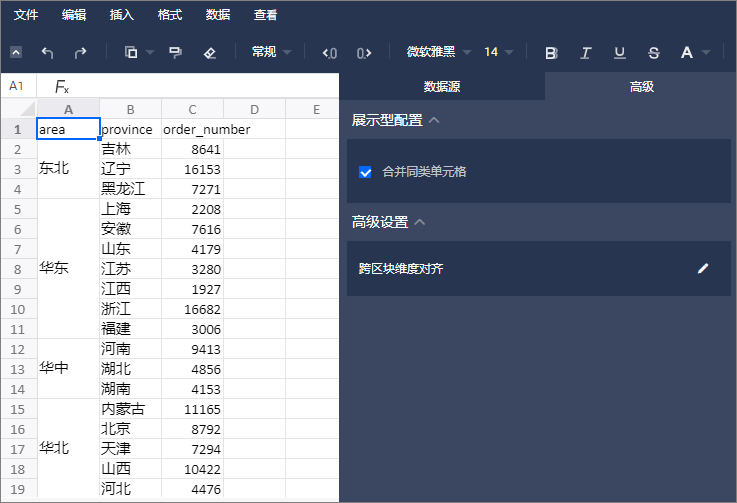 文件 编辑 插入 格式 数据 查看
常规 .0 0. 微软雅黑 14 B I U S A
A1 Fx
数据源 高级
A B C D E
展示型配置
合并同类单元格
高级设置
跨区块维度对齐
1 area province order_number
2 吉林 8641
3 东北 辽宁 16153
4 黑龙江 7271
5 上海 2208
6 安徽 7616
7 山东 4179
8 华东 江苏 3280
9 江西 1927
10 浙江 16682
11 福建 3006
12 河南 9413
13 华中 湖北 4856
14 湖南 4153
15 内蒙古 11165
16 北京 8792
17 华北 天津 7294
18 山西 10422
19 河北 4476